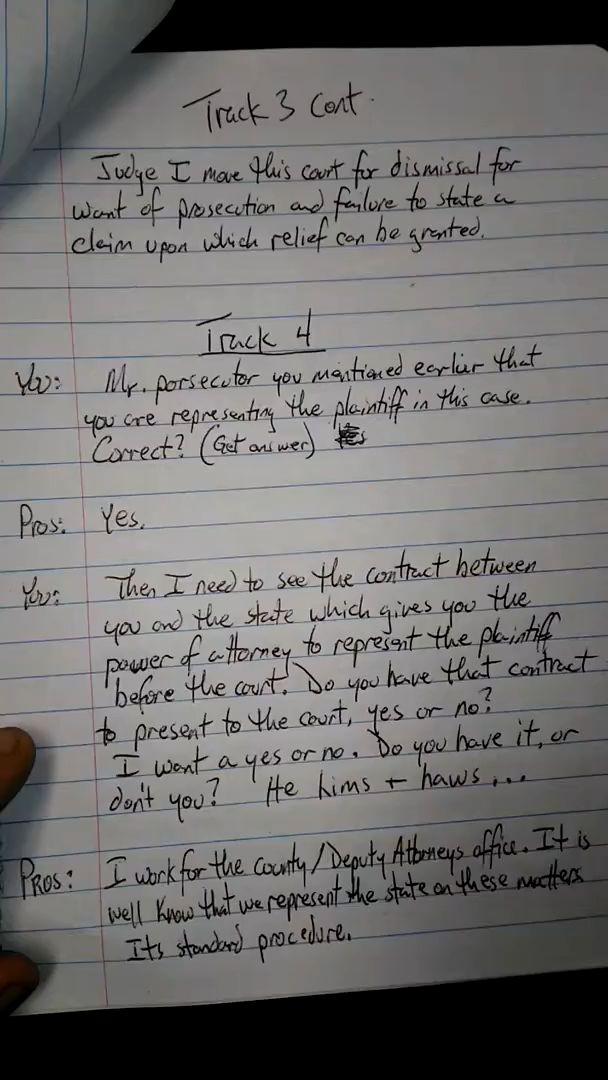 Track 3 Cont.
Judge I move this court for dismissal for
want of prosecution and failure to state a
claim upon which relief can be granted.
Track 4
You: Mr. porsecutor you mentioned earlier that
you are representing the plaintiff in this case.
Correct? (Get answer)
Pros: Yes.
You: Then I need to see the contract between
you and the state which gives you the
power of attorney to represent the plaintiff
before the court. Do you have that contract
to present to the court, yes or no?
I want a yes or no. Do you have it, or
don't you? He hims + haws...
Pros: I work for the County/Deputy Attorneys office. It is
well know that we represent the state on these matters
Its standard procedure.